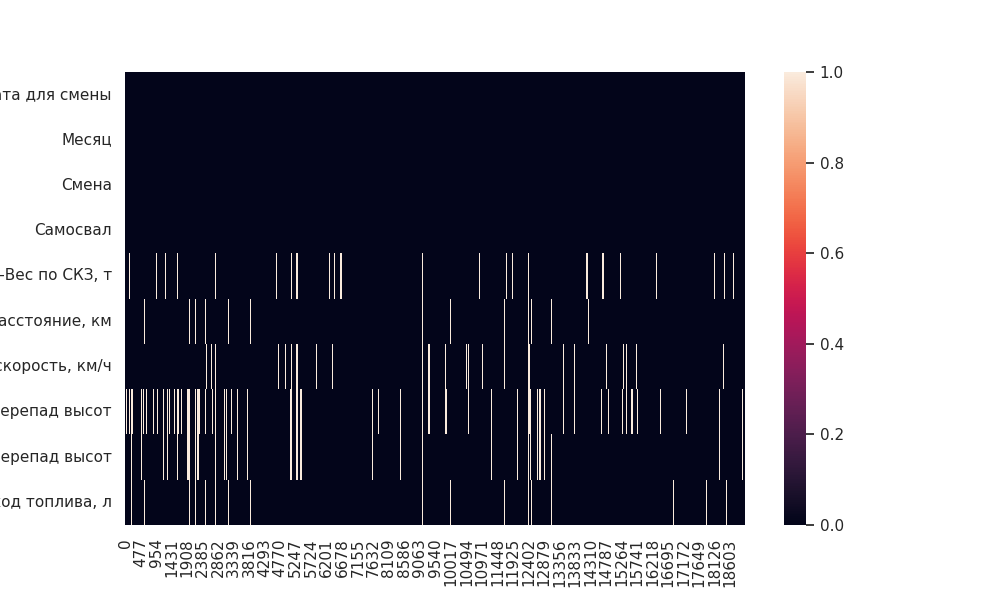 та для смены
Месяц
Смена
Самосвал
-Вес по СКЗ, т
асстояние, км
скорость, км/ч
ерепад высот
ерепад высот
од топлива, л
1.0
0.8
0.6
0.4
0.2
0.0
0 477 954 1431 1908 2385 2862 3339 3816 4293 4770 5247 5724 6201 6678 7155 7632 8109 8586 9063 9540 10017 10494 10971 11448 11925 12402 12879 13356 13833 14310 14787 15264 15741 16218 16695 17172 17649 18126 18603